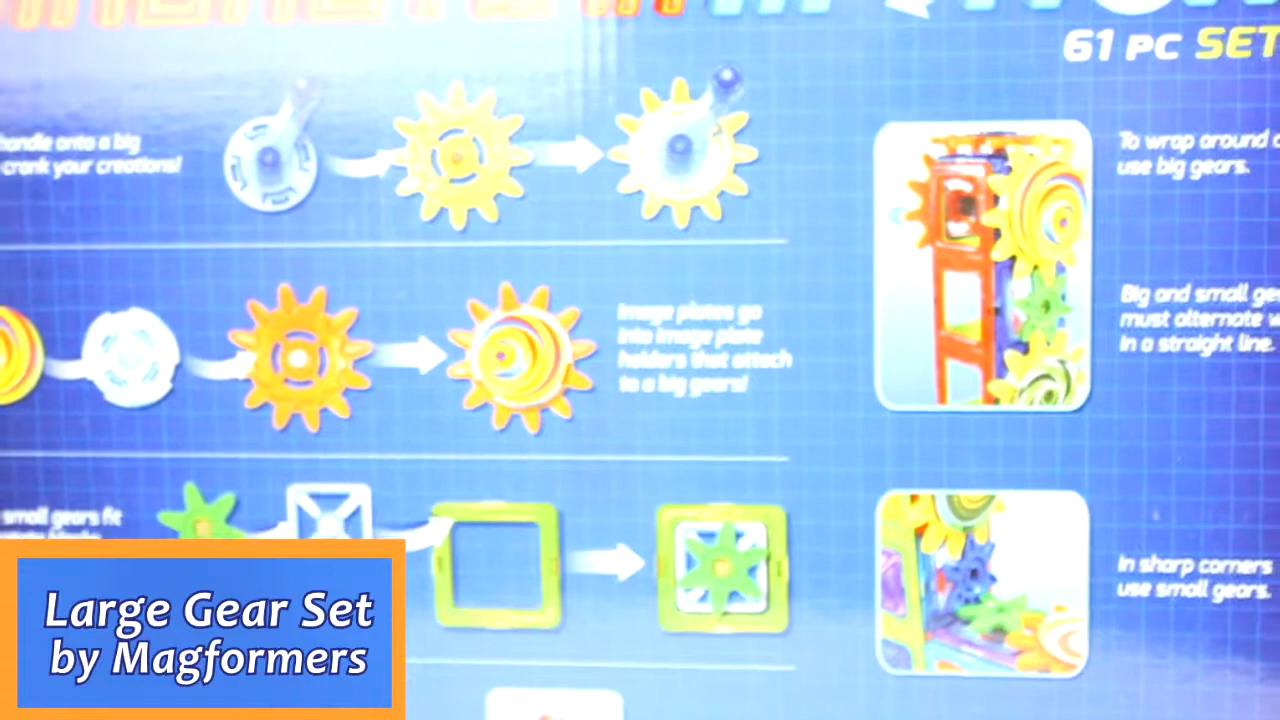 61 PC SET
handle onto a big
crank your creations!
To wrap around
use big gears.
Image plates go
into image plate
holders that attach
to a big gears!
Big and small
must alternate
in a straight line.
small gears fit
In sharp corners
use small gears.
Large Gear Set
by Magformers